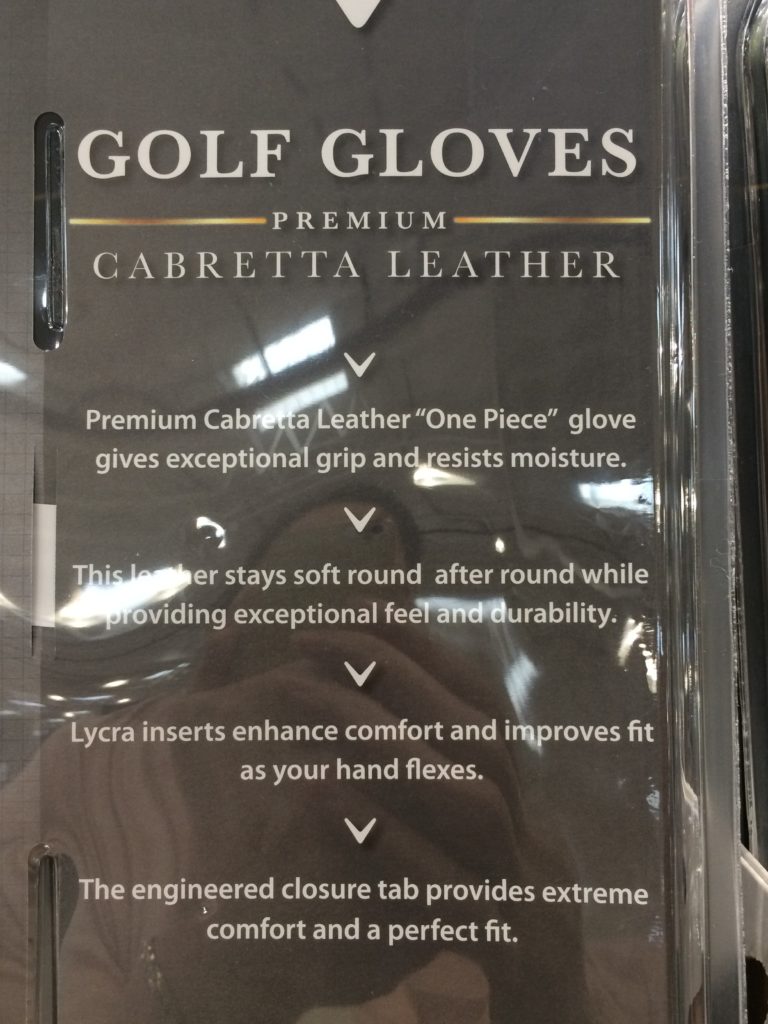 GOLF GLOVES
PREMIUM
CABRETTA LEATHER
Premium Cabretta Leather “One Piece” glove
gives exceptional grip and resists moisture.
This leather stays soft round after round while
providing exceptional feel and durability.
Lycra inserts enhance comfort and improves fit
as your hand flexes.
The engineered closure tab provides extreme
comfort and a perfect fit.